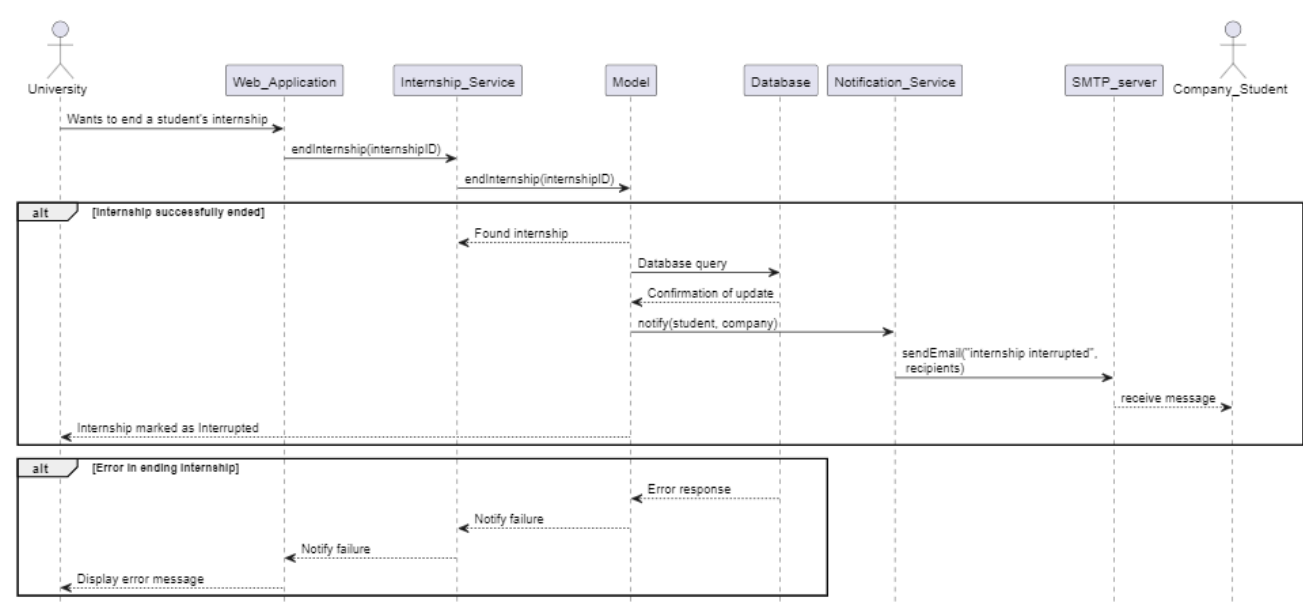 University
Web_Application
Internship_Service
Model
Database
Notification_Service
SMTP_server
Company_Student
Wants to end a student's internship
endInternship(internshipID)
endInternship(internshipID)
alt [Internship successfully ended]
Found internship
Database query
Confirmation of update
notify(student, company)
sendEmail("internship interrupted",
recipients)
receive message
Internship marked as Interrupted
alt [Error in ending internship]
Error response
Notify failure
Notify failure
Display error message